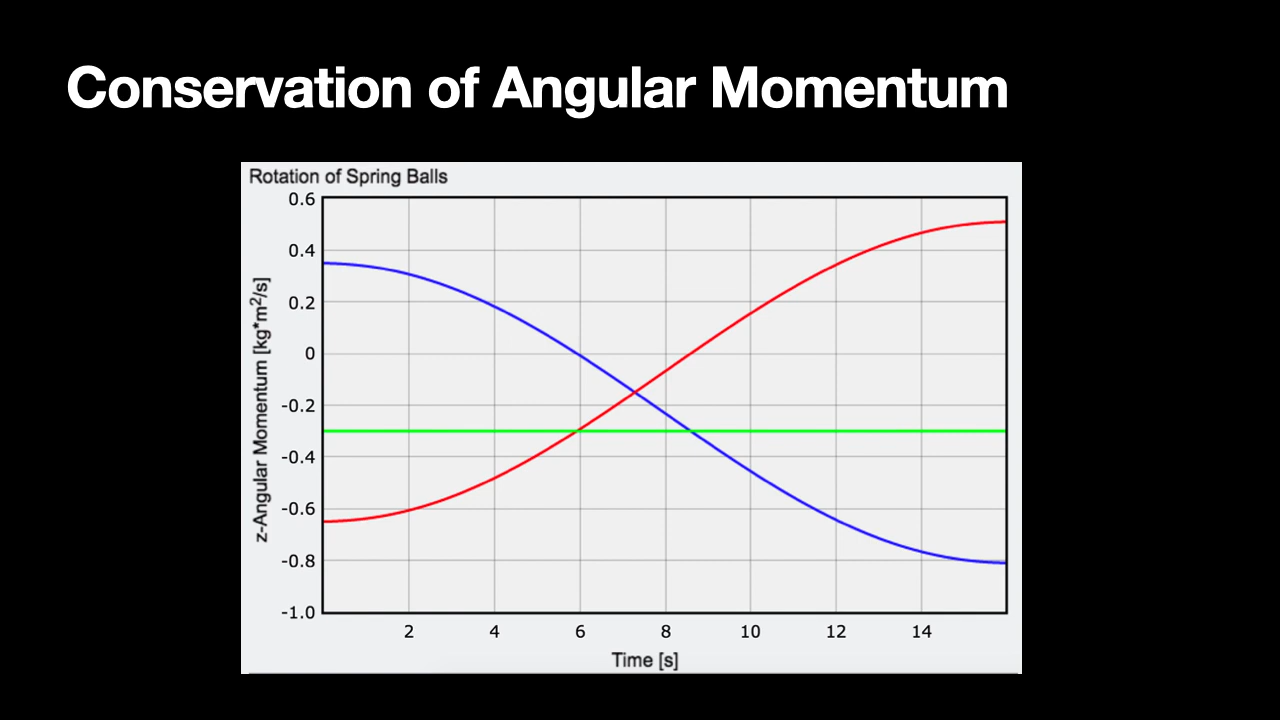 Conservation of Angular Momentum
Rotation of Spring Balls
z-Angular Momentum [kg*m²/s]
0.6
0.4
0.2
0
-0.2
-0.4
-0.6
-0.8
-1.0
2 4 6 8 10 12 14
Time [s]